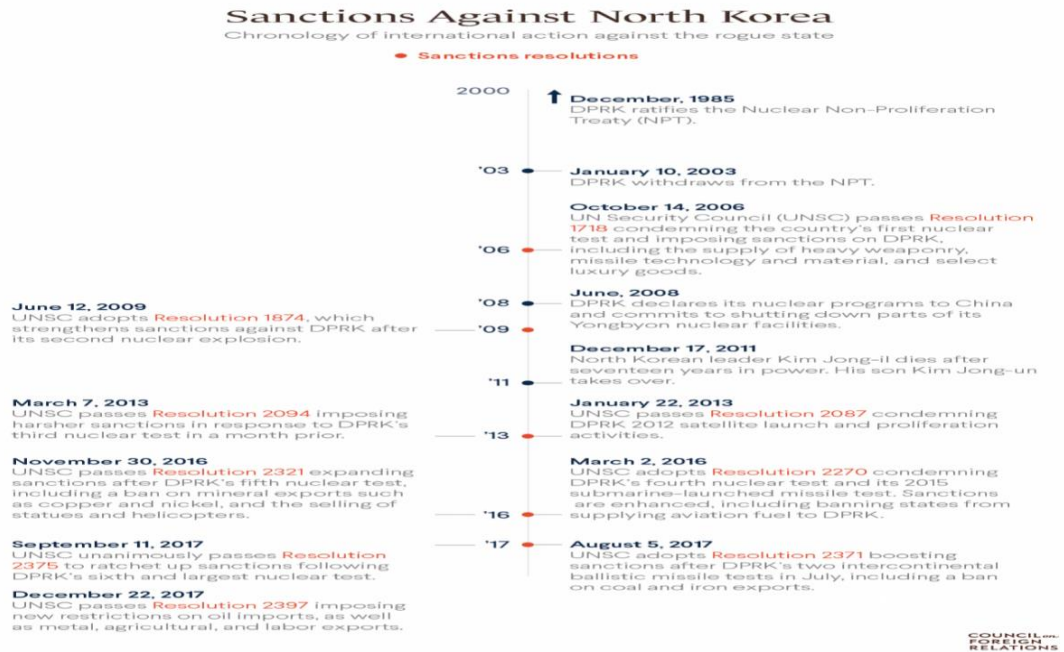 Sanctions Against North Korea
Chronology of international action against the rogue state
Sanctions resolutions
2000
December, 1985
DPRK ratifies the Nuclear Non-Proliferation
Treaty (NPT).
'03
January 10, 2003
DPRK withdraws from the NPT.
October 14, 2006
UN Security Council (UNSC) passes Resolution
1718 condemning the country's first nuclear
test and imposing sanctions on DPRK,
including the supply of heavy weaponry,
missile technology and material, and select
luxury goods.
'06
June, 2008
DPRK declares its nuclear programs to China
and commits to shutting down parts of its
Yongbyon nuclear facilities.
'08
June 12, 2009
UNSC adopts Resolution 1874, which
strengthens sanctions against DPRK after
its second nuclear explosion.
'09
December 17, 2011
North Korean leader Kim Jong-il dies after
seventeen years in power. His son Kim Jong-un
takes over.
'11
January 22, 2013
UNSC passes Resolution 2087 condemning
DPRK 2012 satellite launch and proliferation
activities.
March 7, 2013
UNSC passes Resolution 2094 imposing
harsher sanctions in response to DPRK's
third nuclear test in a month prior.
'13
March 2, 2016
UNSC adopts Resolution 2270 condemning
DPRK's fourth nuclear test and its 2015
submarine-launched missile test. Sanctions
are enhanced, including banning states from
supplying aviation fuel to DPRK.
November 30, 2016
UNSC passes Resolution 2321 expanding
sanctions after DPRK's fifth nuclear test,
including a ban on mineral exports such
as copper and nickel, and the selling of
statues and helicopters.
'16
'17
August 5, 2017
UNSC adopts Resolution 2371 boosting
sanctions after DPRK's two intercontinental
ballistic missile tests in July, including a ban
on coal and iron exports.
September 11, 2017
UNSC unanimously passes Resolution
2375 to ratchet up sanctions following
DPRK's sixth and largest nuclear test.
December 22, 2017
UNSC passes Resolution 2397 imposing
new restrictions on oil imports, as well
as metal, agricultural, and labor exports.
COUNCIL on
FOREIGN
RELATIONS